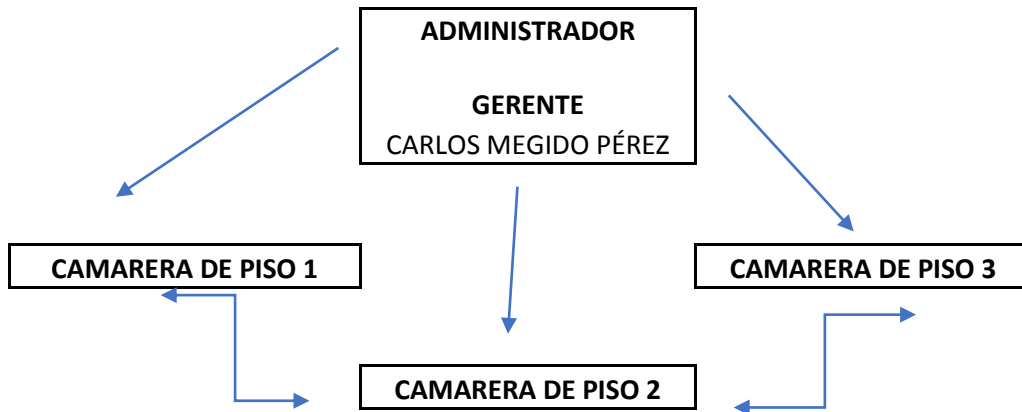 ADMINISTRADOR
GERENTE
CARLOS MEGIDO PÉREZ
CAMARERA DE PISO 1
CAMARERA DE PISO 3
CAMARERA DE PISO 2